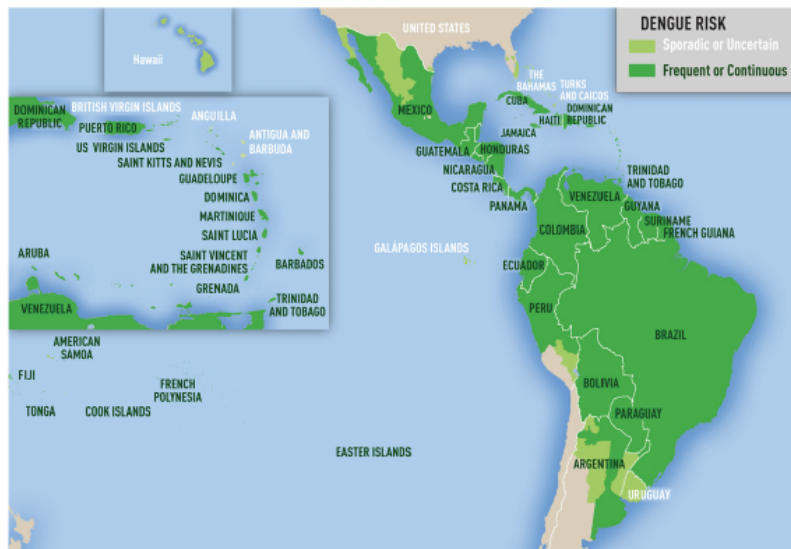 DENGUE RISK
Sporadic or Uncertain
Frequent or Continuous
UNITED STATES
Hawaii
THE
BAHAMAS
TURKS
AND CAICOS
CUBA
MEXICO
HAITI
DOMINICAN
REPUBLIC
JAMAICA
GUATEMALA
HONDURAS
NICARAGUA
COSTA RICA
PANAMA
TRINIDAD
AND TOBAGO
VENEZUELA
GUYANA
SURINAME
FRENCH GUIANA
COLOMBIA
GALÁPAGOS ISLANDS
ECUADOR
PERU
BRAZIL
BOLIVIA
PARAGUAY
ARGENTINA
URUGUAY
EASTER ISLANDS
DOMINICAN
REPUBLIC
BRITISH VIRGIN ISLANDS
PUERTO RICO
ANGUILLA
US VIRGIN ISLANDS
ANTIGUA AND
BARBUDA
SAINT KITTS AND NEVIS
GUADELOUPE
DOMINICA
MARTINIQUE
SAINT LUCIA
SAINT VINCENT
AND THE GRENADINES
BARBADOS
ARUBA
GRENADA
TRINIDAD
AND TOBAGO
VENEZUELA
AMERICAN
SAMOA
FIJI
TONGA
COOK ISLANDS
FRENCH
POLYNESIA